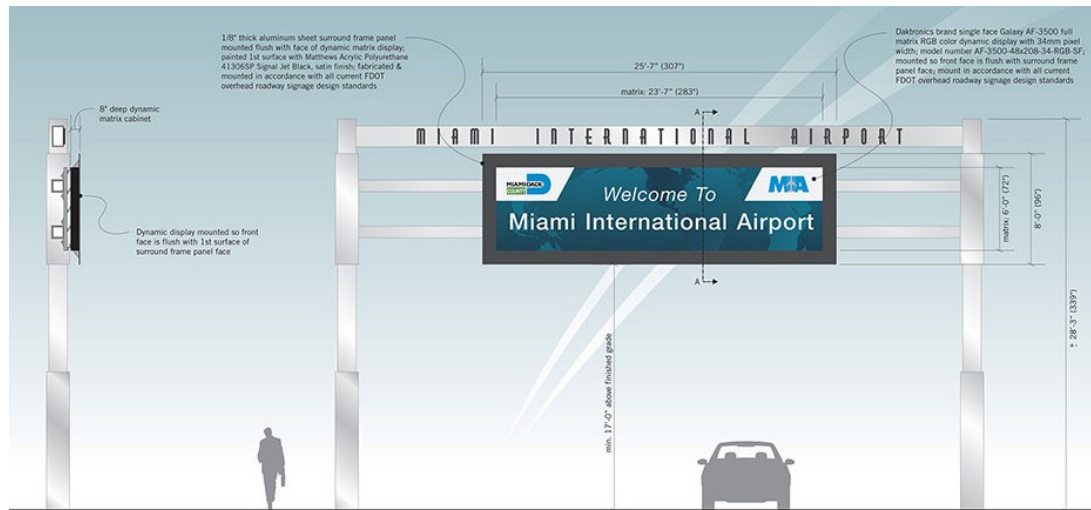 1/8" thick aluminum sheet surround frame panel
mounted flush with face of dynamic matrix display;
painted 1st surface with Matthews Acrylic Polyurethane
41306SP Signal Jet Black, satin finish; fabricated &
mounted in accordance with all current FDOT
overhead roadway signage design standards
Daktronics brand single face Galaxy AF-3500 full
matrix RGB color dynamic display with 34mm pixel
width; model number AF-3500-48x208-34-RGB-SF;
mounted so front face is flush with surround frame
panel face; mount in accordance with all current
FDOT overhead roadway signage design standards
25'-7" (307")
matrix: 23'-7" (283")
8" deep dynamic
matrix cabinet
A
MIAMI INTERNATIONAL AIRPORT
MIAMI-DADE
COUNTY
MIA
Welcome To
Miami International Airport
matrix: 6'-0" (72")
8'-0" (96")
Dynamic display mounted so front
face is flush with 1st surface of
surround frame panel face
A
± 28'-3" (339")
min. 17'-0" above finished grade